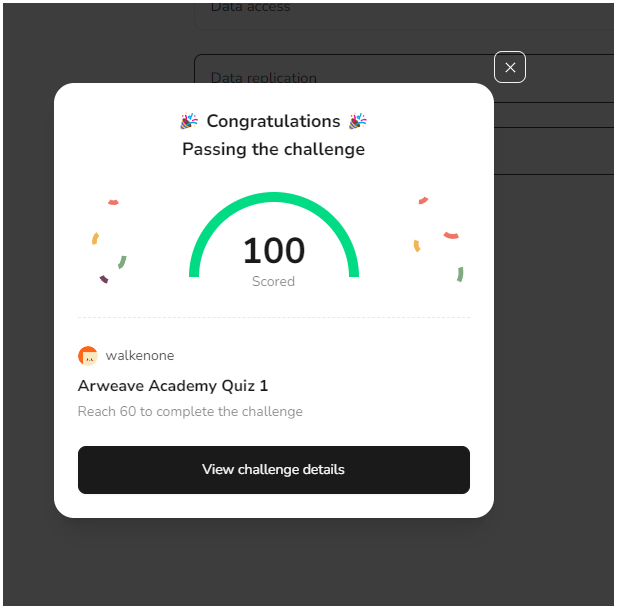 Data access
Data replication
🎉 Congratulations 🎉
Passing the challenge
100
Scored
walkenone
Arweave Academy Quiz 1
Reach 60 to complete the challenge
View challenge details